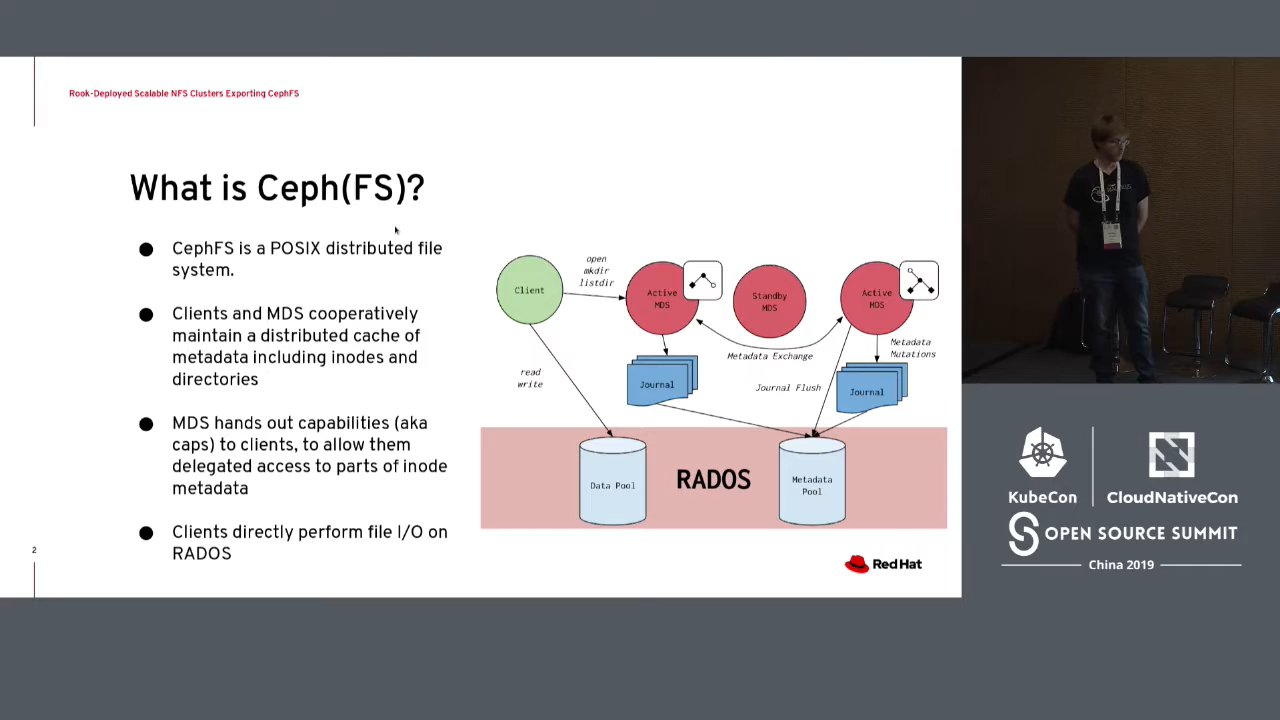 Rook-Deployed Scalable NFS Clusters Exporting CephFS
What is Ceph(FS)?
● CephFS is a POSIX distributed file
system.
● Clients and MDS cooperatively
maintain a distributed cache of
metadata including inodes and
directories
● MDS hands out capabilities (aka
caps) to clients, to allow them
delegated access to parts of inode
metadata
● Clients directly perform file I/O on
RADOS
2
Client
open
mkdir
listdir
Active
MDS
Standby
MDS
Active
MDS
Metadata Exchange
Metadata
Mutations
read
write
Journal
Journal Flush
Journal
Data Pool
RADOS
Metadata
Pool
Red Hat
KubeCon
CloudNativeCon
OPEN SOURCE SUMMIT
China 2019